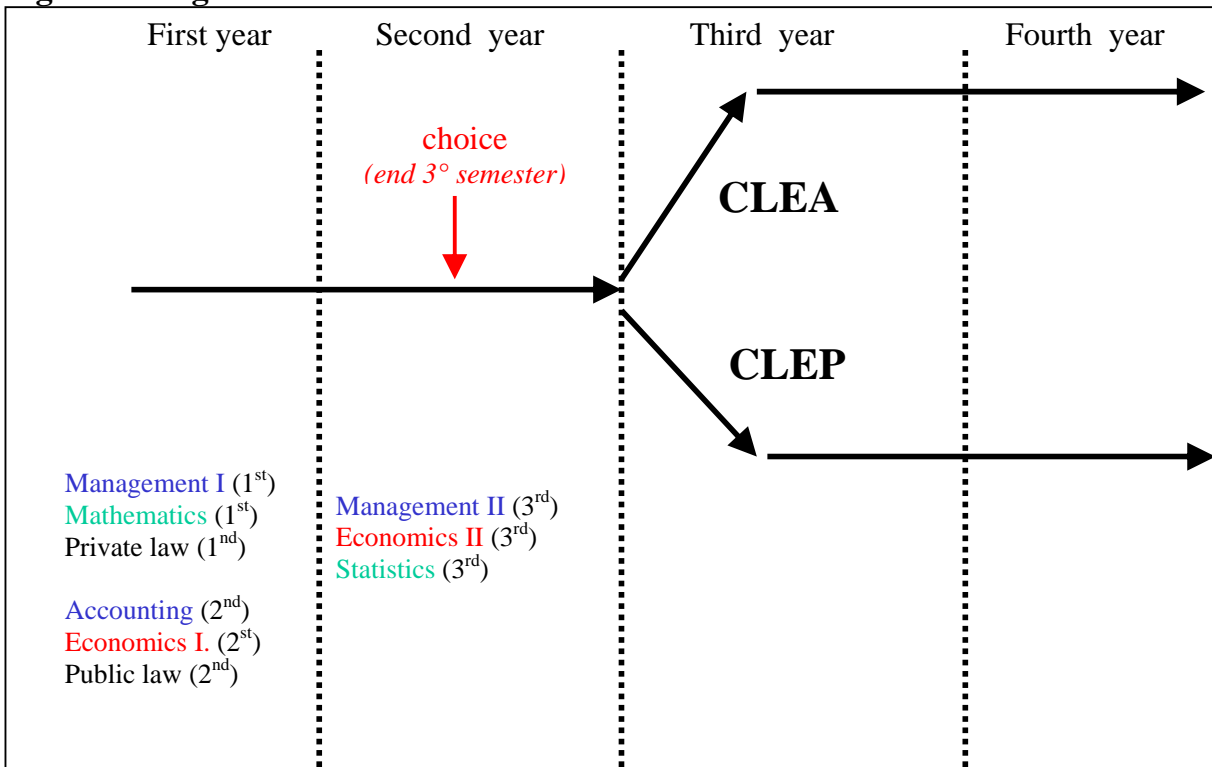 First year Second year Third year Fourth year
choice
(end 3° semester)
CLEA
CLEP
Management I (1st)
Mathematics (1st)
Private law (1nd)
Accounting (2nd)
Economics I. (2st)
Public law (2nd)
Management II (3rd)
Economics II (3rd)
Statistics (3rd)